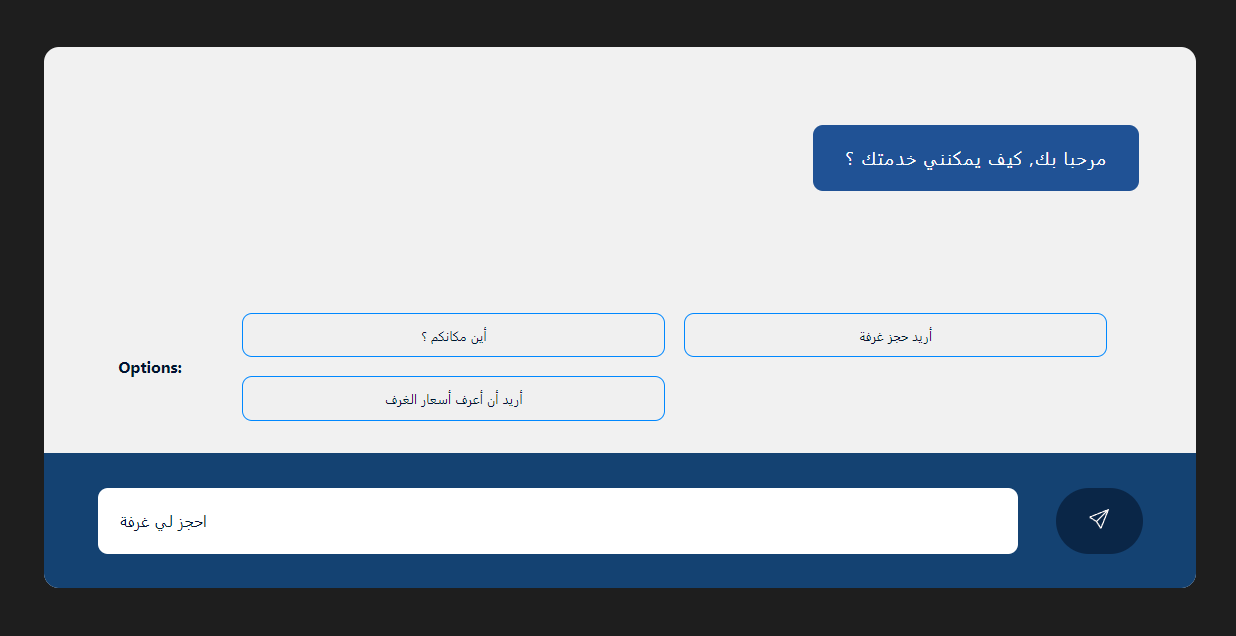 مرحبا بك, كيف يمكنني خدمتك ؟
Options:
أين مكانكم ؟
أريد حجز غرفة
أريد أن أعرف أسعار الغرف
احجز لي غرفة